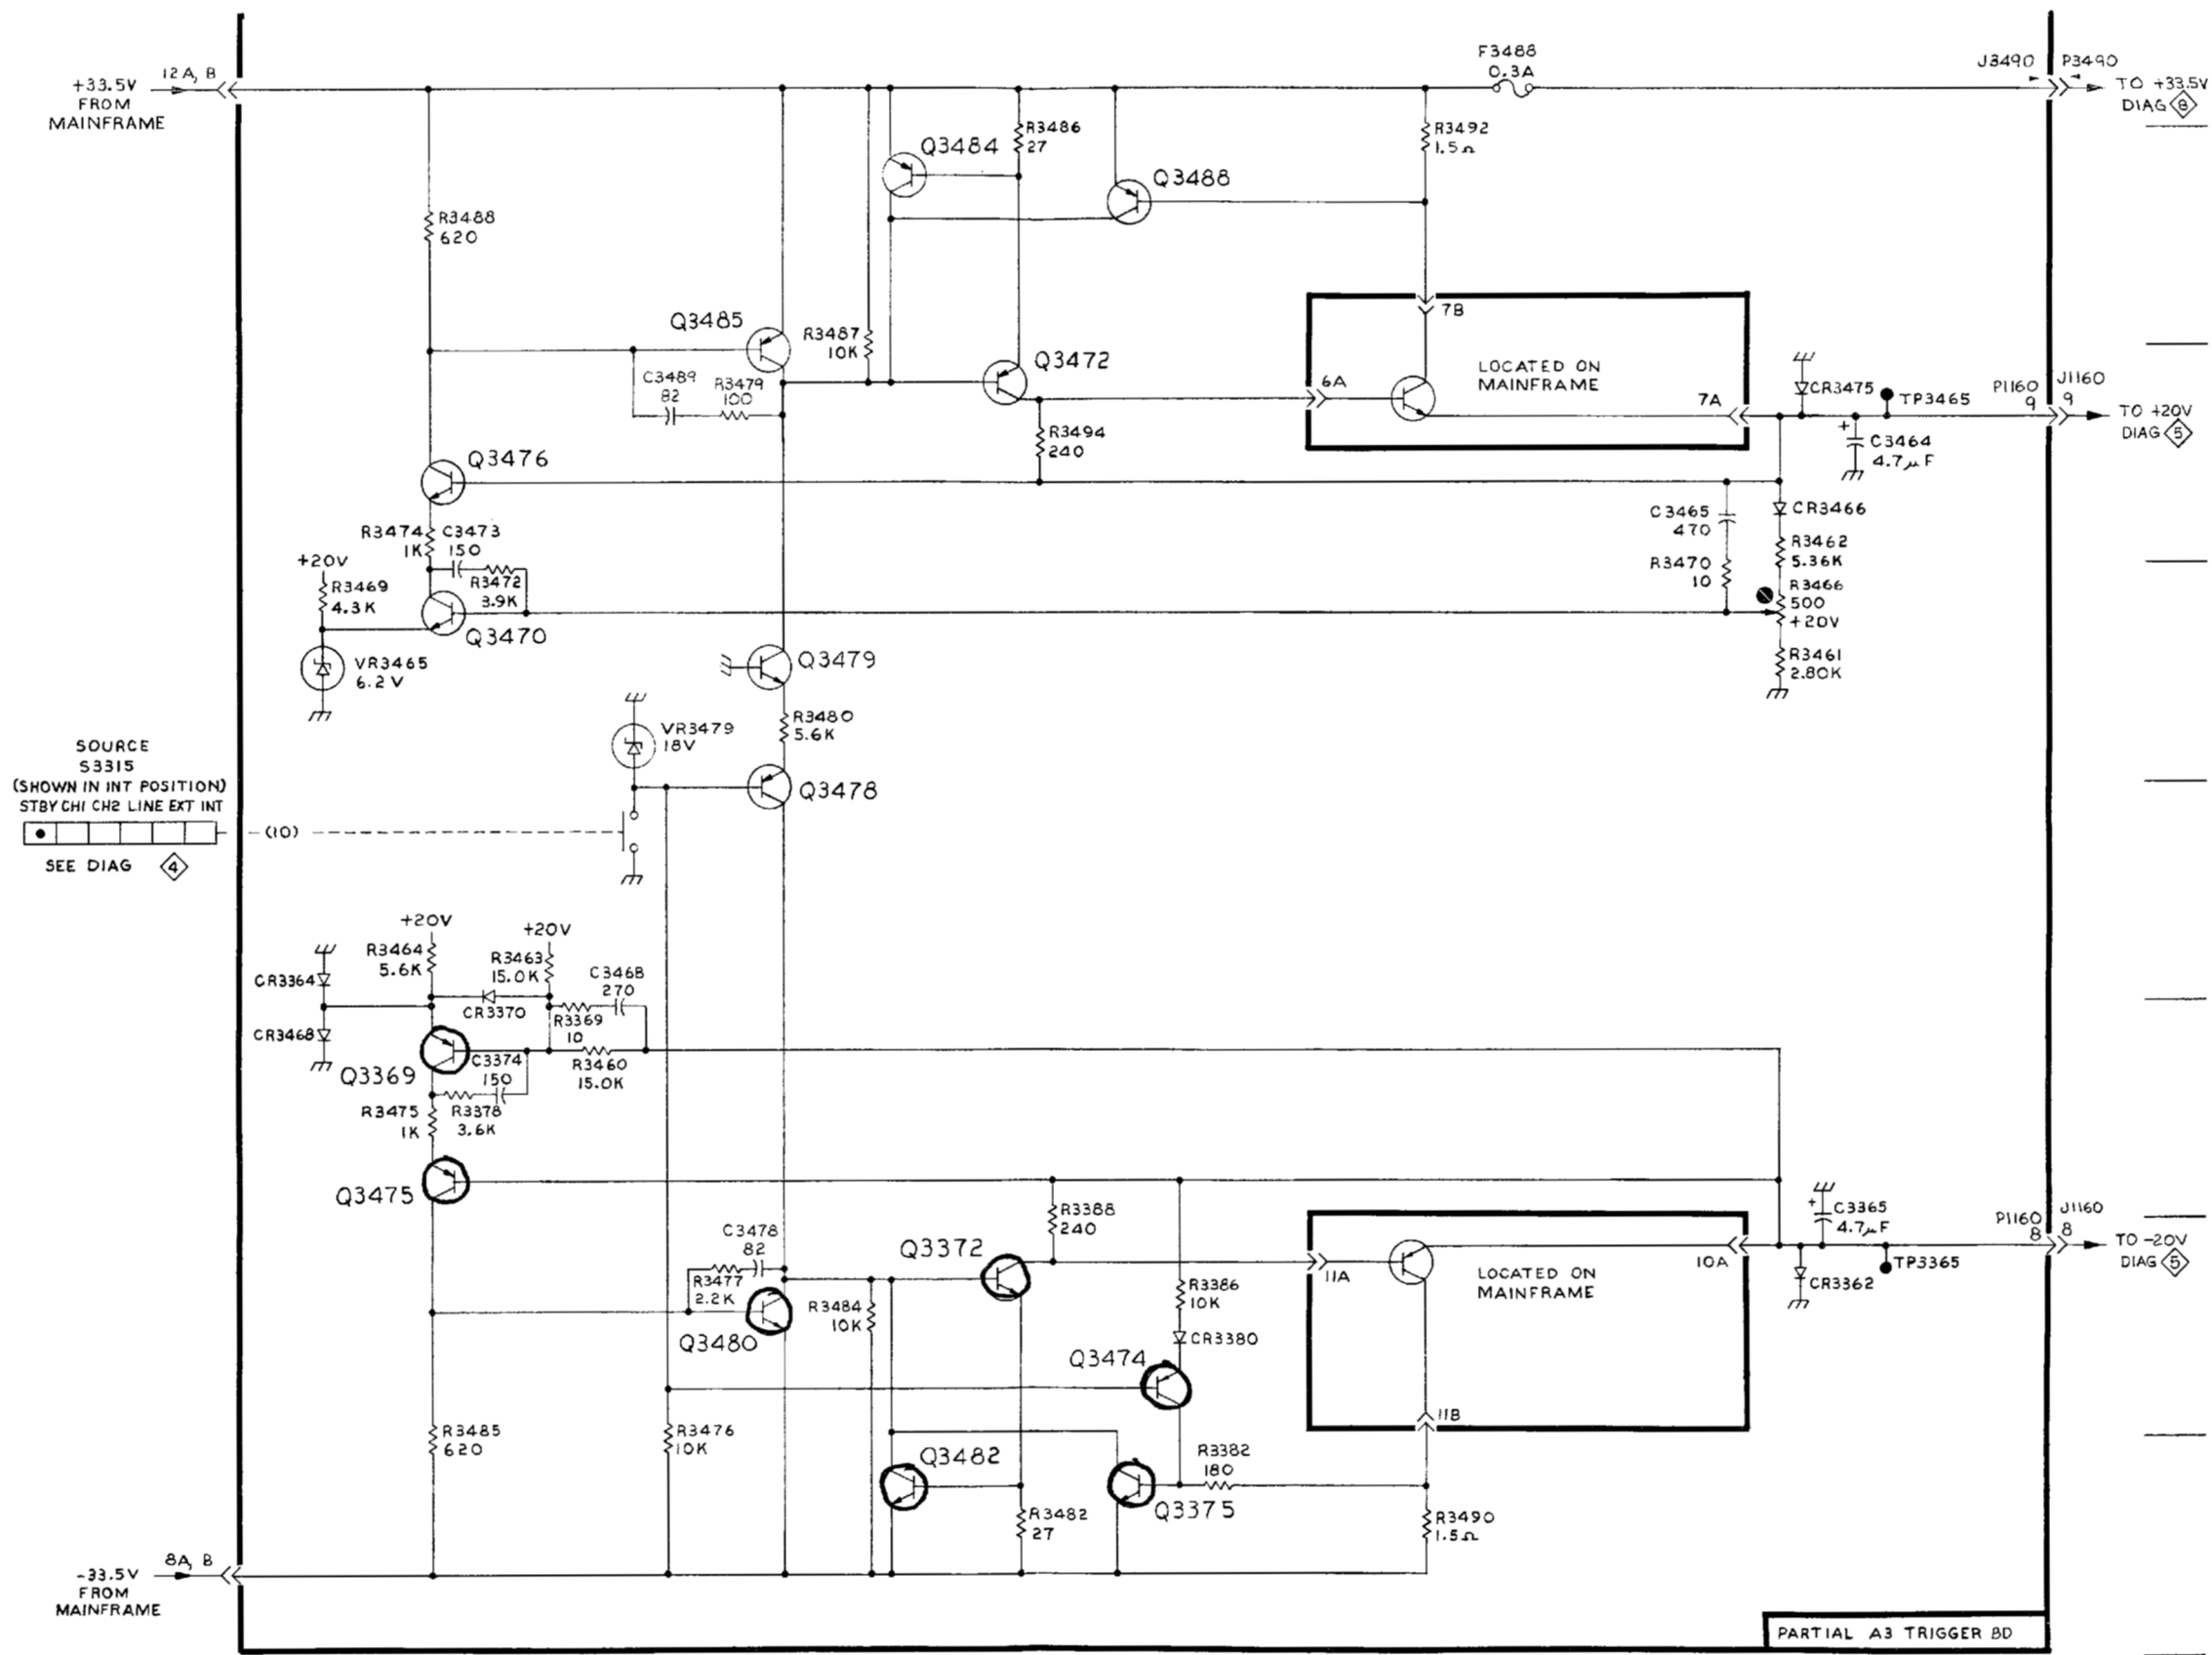 F3488
0.3A
J3490 P3490
12A, B
+33.5V
FROM
MAINFRAME
TO +33.5V
DIAG 8
R3486
27
R3492
1.5Ω
Q3484
Q3488
R3488
620
Q3485
R3487
10K
Q3472
7B
LOCATED ON
MAINFRAME
C3489
82
R3479
100
6A
7A
CR3475
TP3465
P1160
9
J1160
9
TO +20V
DIAG 5
R3494
240
C3464
4.7µF
+
Q3476
R3474
1K
C3473
150
R3472
3.9K
C3465
470
CR3466
R3462
5.36K
+20V
R3469
4.3K
R3470
10
R3466
500
+20V
Q3470
VR3465
6.2V
Q3479
R3461
2.80K
VR3479
18V
R3480
5.6K
SOURCE
S3315
(SHOWN IN INT POSITION)
STBY CH1 CH2 LINE EXT INT
Q3478
(10)
SEE DIAG 4
+20V
R3464
5.6K
+20V
R3463
15.0K
C3468
270
CR3364
CR3370
R3369
10
CR3468
Q3369
C3374
150
R3460
15.0K
R3475
1K
R3378
3.6K
Q3475
R3388
240
+
C3365
4.7µF
P1160
8
J1160
8
C3478
82
Q3372
TO -20V
DIAG 5
R3477
2.2K
11A
LOCATED ON
MAINFRAME
10A
TP3365
CR3362
R3484
10K
R3386
10K
Q3480
CR3380
Q3474
11B
R3485
620
R3476
10K
Q3482
R3382
180
Q3375
R3482
27
R3490
1.5Ω
8A, B
-33.5V
FROM
MAINFRAME
PARTIAL A3 TRIGGER BD